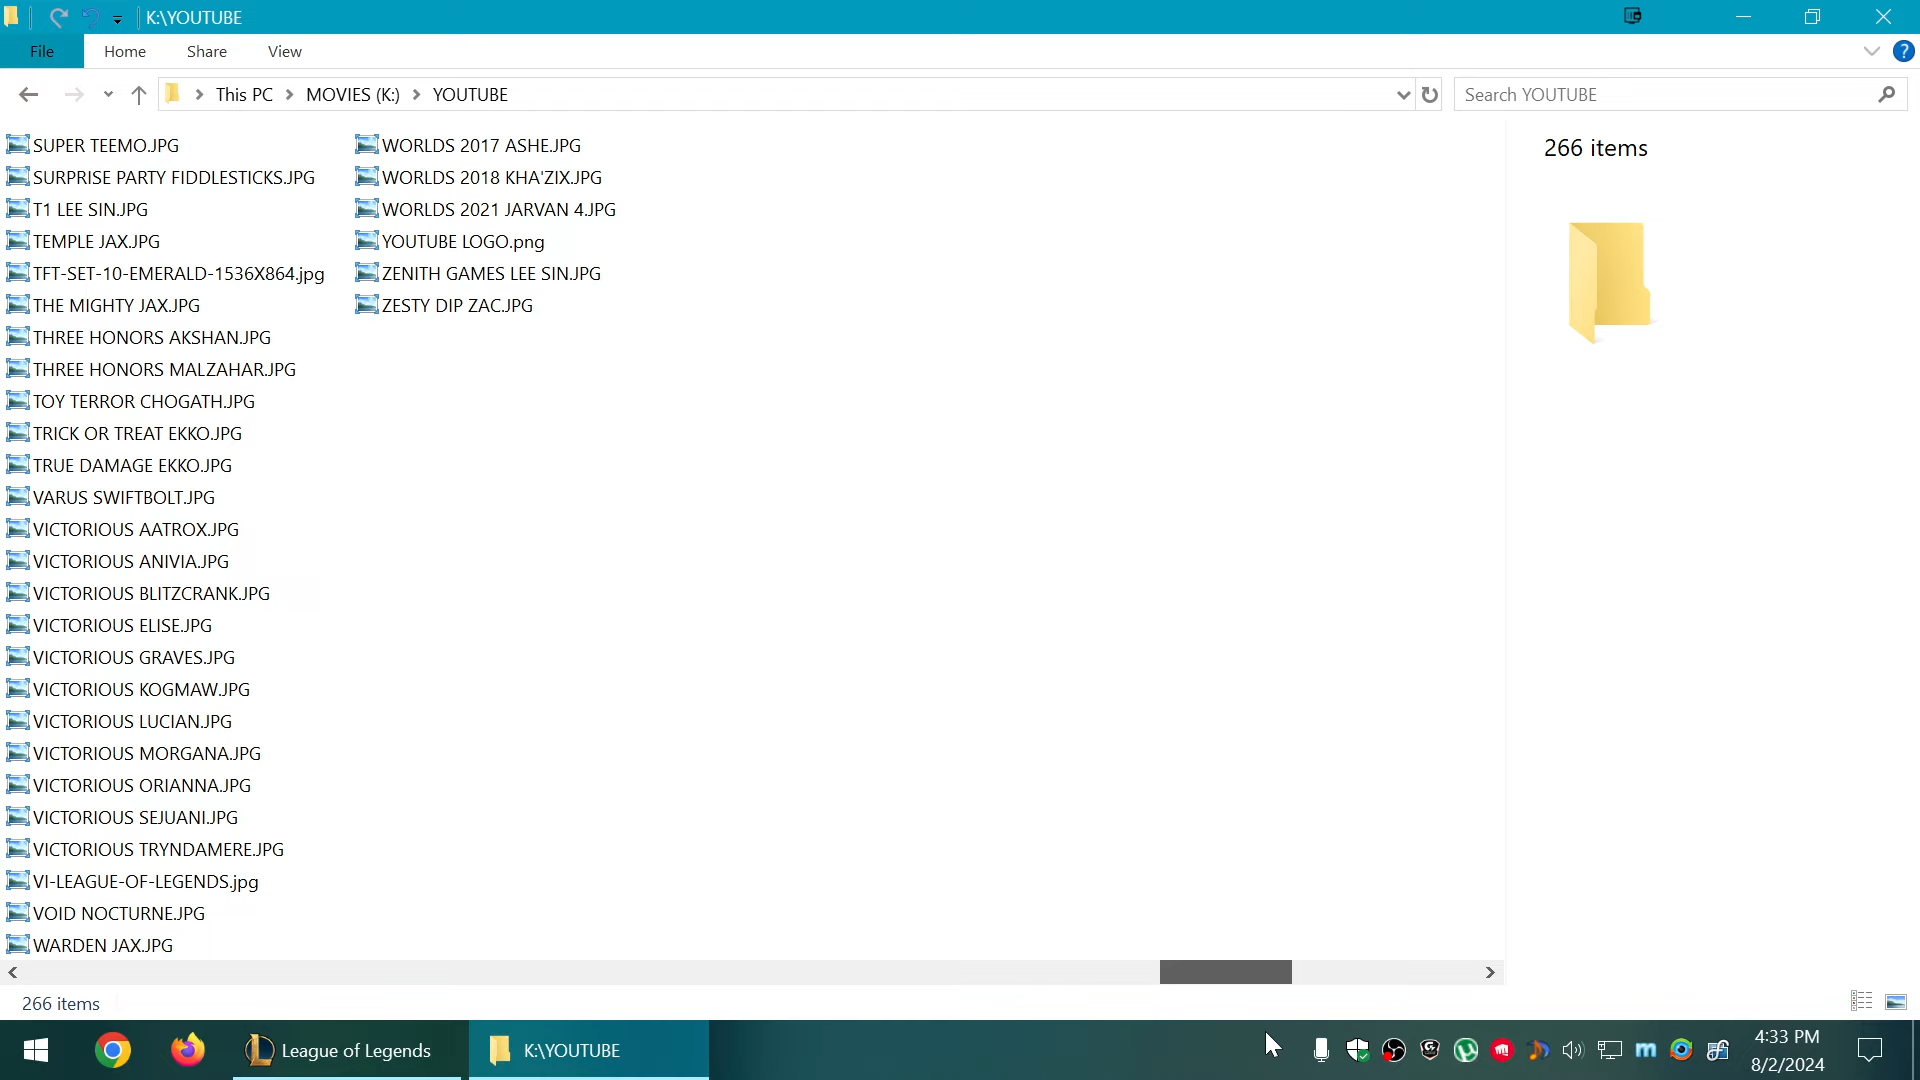 K:\YOUTUBE
File Home Share View
This PC MOVIES (K:) YOUTUBE
Search YOUTUBE
SUPER TEEMO.JPG
SURPRISE PARTY FIDDLESTICKS.JPG
T1 LEE SIN.JPG
TEMPLE JAX.JPG
TFT-SET-10-EMERALD-1536X864.jpg
THE MIGHTY JAX.JPG
THREE HONORS AKSHAN.JPG
THREE HONORS MALZAHAR.JPG
TOY TERROR CHOGATH.JPG
TRICK OR TREAT EKKO.JPG
TRUE DAMAGE EKKO.JPG
VARUS SWIFTBOLT.JPG
VICTORIOUS AATROX.JPG
VICTORIOUS ANIVIA.JPG
VICTORIOUS BLITZCRANK.JPG
VICTORIOUS ELISE.JPG
VICTORIOUS GRAVES.JPG
VICTORIOUS KOGMAW.JPG
VICTORIOUS LUCIAN.JPG
VICTORIOUS MORGANA.JPG
VICTORIOUS ORIANNA.JPG
VICTORIOUS SEJUANI.JPG
VICTORIOUS TRYNDAMERE.JPG
VI-LEAGUE-OF-LEGENDS.jpg
VOID NOCTURNE.JPG
WARDEN JAX.JPG
WORLDS 2017 ASHE.JPG
WORLDS 2018 KHA'ZIX.JPG
WORLDS 2021 JARVAN 4.JPG
YOUTUBE LOGO.png
ZENITH GAMES LEE SIN.JPG
ZESTY DIP ZAC.JPG
266 items
266 items
League of Legends
K:\YOUTUBE
4:33 PM
8/2/2024